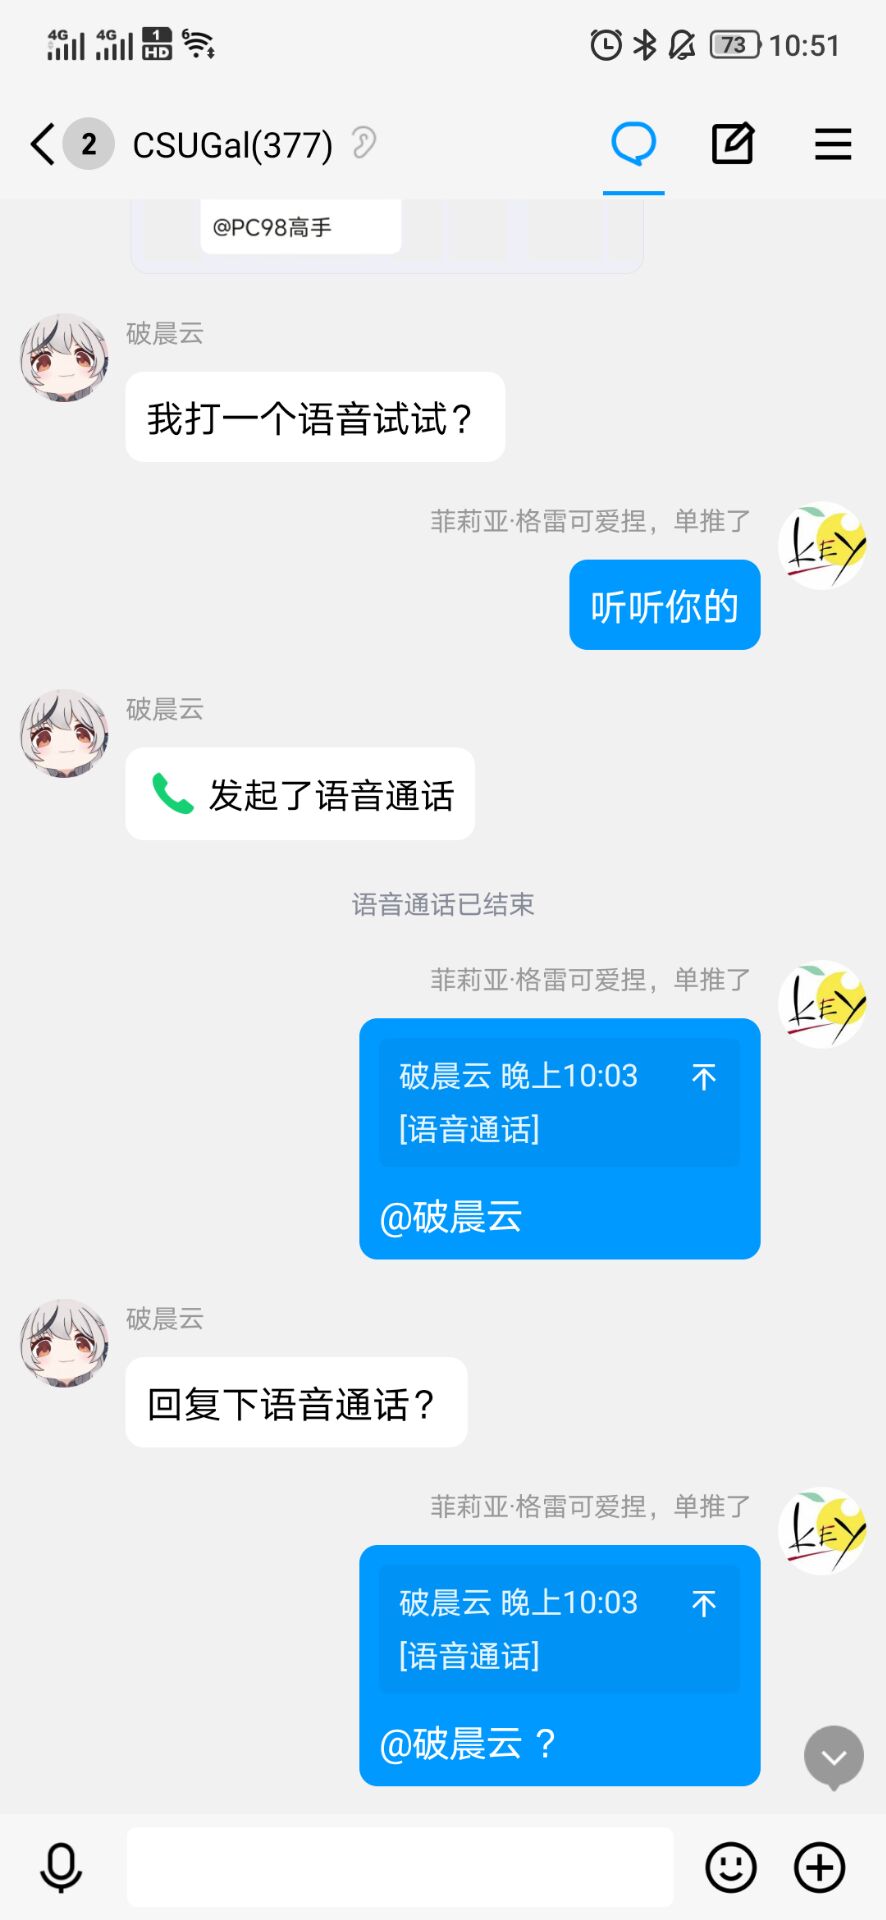 4G 4G 1 HD 6 73 10:51
2 CSUGal(377)
@PC98高手
破晨云
我打一个语音试试？
菲莉亚·格雷可爱捏，单推了
KEY
听听你的
破晨云
发起了语音通话
语音通话已结束
菲莉亚·格雷可爱捏，单推了
KEY
破晨云 晚上10:03
[语音通话]
@破晨云
破晨云
回复下语音通话？
菲莉亚·格雷可爱捏，单推了
KEY
破晨云 晚上10:03
[语音通话]
@破晨云 ？